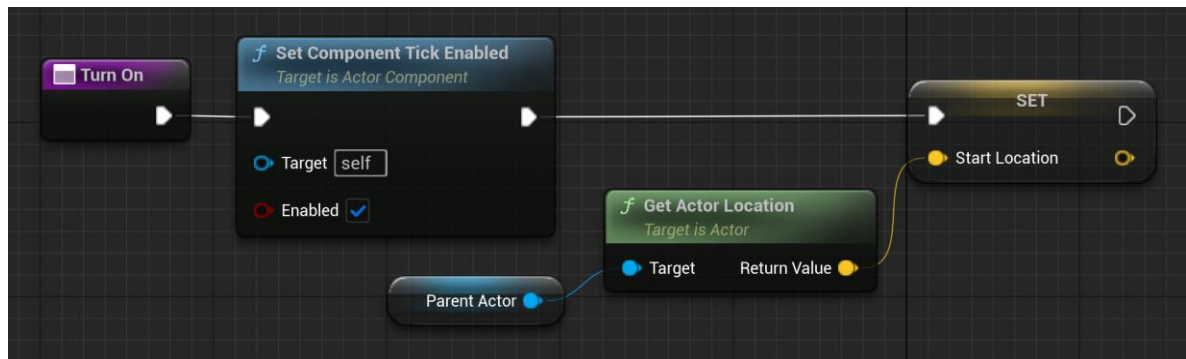 Turn On
f Set Component Tick Enabled
Target is Actor Component
Target self
Enabled
Parent Actor
f Get Actor Location
Target is Actor
Target Return Value
SET
Start Location